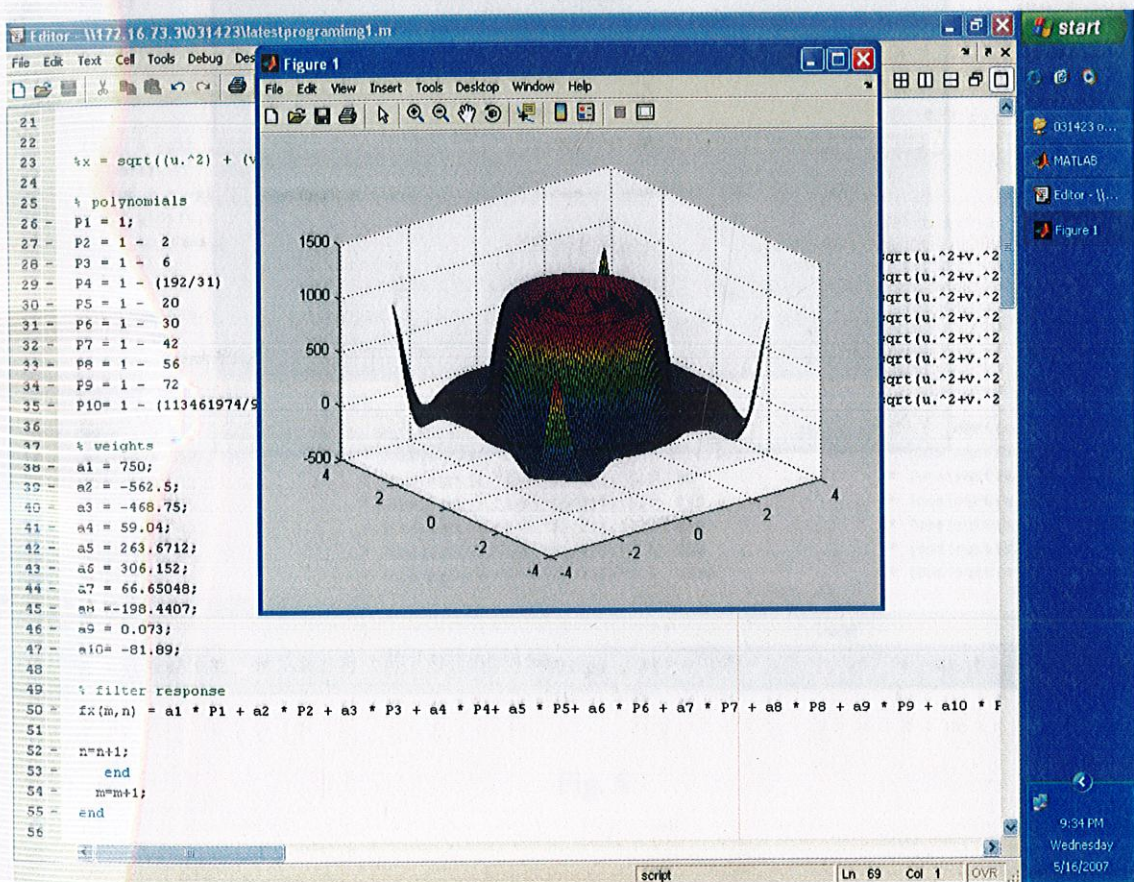 Editor - \\172.16.73.3\031423\latestprogramimg1.m
File Edit Text Cell Tools Debug Des
21
22
23 %x = sqrt((u.^2) + (v
24
25 % polynomials
26 - P1 = 1;
27 - P2 = 1 - 2
28 - P3 = 1 - 6
29 - P4 = 1 - (192/31)
30 - P5 = 1 - 20
31 - P6 = 1 - 30
32 - P7 = 1 - 42
33 - P8 = 1 - 56
34 - P9 = 1 - 72
35 - P10= 1 - (113461974/9
36
37 % weights
38 - a1 = 750;
39 - a2 = -562.5;
40 - a3 = -468.75;
41 - a4 = 59.04;
42 - a5 = 263.6712;
43 - a6 = 306.152;
44 - a7 = 66.65048;
45 - a8 =-198.4407;
46 - a9 = 0.073;
47 - a10= -81.89;
48
49 % filter response
50 - fx(m,n) = a1 * P1 + a2 * P2 + a3 * P3 + a4 * P4+ a5 * P5+ a6 * P6 + a7 * P7 + a8 * P8 + a9 * P9 + a10 * P
51
52 - n=n+1;
53 - end
54 - m=m+1;
55 - end
56
sqrt(u.^2+v.^2
sqrt(u.^2+v.^2
sqrt(u.^2+v.^2
sqrt(u.^2+v.^2
sqrt(u.^2+v.^2
sqrt(u.^2+v.^2
sqrt(u.^2+v.^2
sqrt(u.^2+v.^2
script
Ln 69 Col 1 OVR
Figure 1
File Edit View Insert Tools Desktop Window Help
1500
1000
500
0
-500
4
2
0
-2
-4
-4
-2
0
2
4
start
031423 o...
MATLAB
Editor - \\...
Figure 1
9:34 PM
Wednesday
5/16/2007